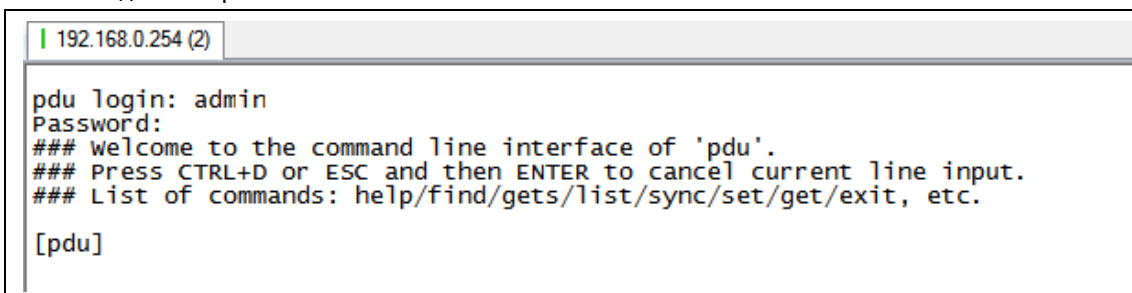 192.168.0.254 (2)
pdu login: admin
Password:
### Welcome to the command line interface of 'pdu'.
### Press CTRL+D or ESC and then ENTER to cancel current line input.
### List of commands: help/find/gets/list/sync/set/get/exit, etc.
[pdu]